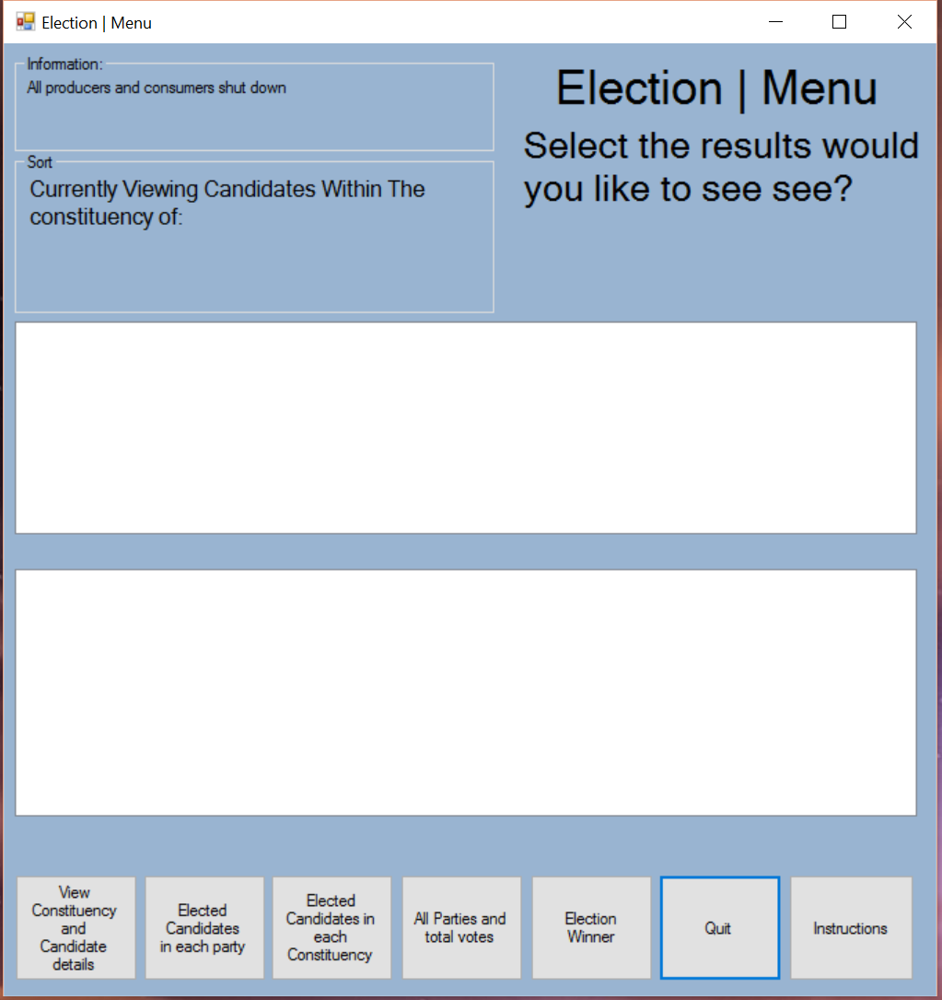 Election | Menu
Information:
All producers and consumers shut down
Election | Menu
Select the results would
you like to see see?
Sort
Currently Viewing Candidates Within The
constituency of:
View
Constituency
and
Candidate
details
Elected
Candidates
in each party
Elected
Candidates in
each
Constituency
All Parties and
total votes
Election
Winner
Quit
Instructions